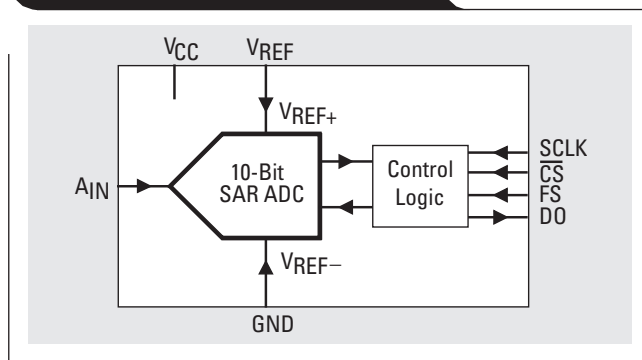 VCC
VREF
VREF+
10-Bit
SAR ADC
AIN
Control
Logic
SCLK
CS
FS
DO
VREF−
GND